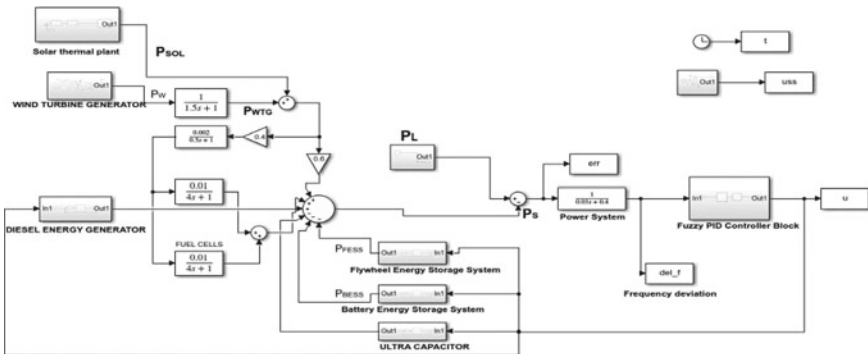 Out1
Solar thermal plant
PSOL
t
Out1
WIND TURBINE GENERATOR
PW
1
1.5s + 1
PWTG
Out1
uss
0.002
0.5s + 1
0.4
0.6
PL
Out1
err
In1
Out1
DIESEL ENERGY GENERATOR
0.01
4s + 1
PS
1
0.03s + 0.4
Power System
In1
Out1
Fuzzy PID Controller Block
u
FUEL CELLS
0.01
4s + 1
PFESS
Out1
In1
Flywheel Energy Storage System
del_f
Frequency deviation
PBESS
Out1
In1
Battery Energy Storage System
Out1
In1
ULTRA CAPACITOR